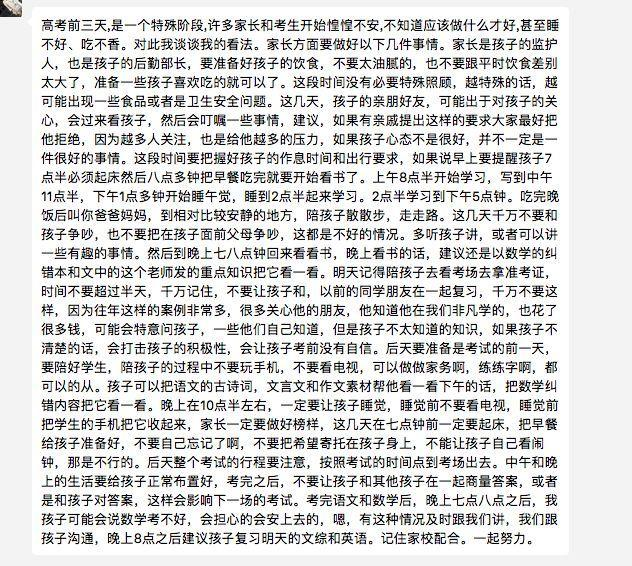 高考前三天,是一个特殊阶段,许多家长和考生开始惶惶不安,不知道应该做什么才好,甚至睡
不好、吃不香。对此我谈谈我的看法。家长方面要做好以下几件事情。家长是孩子的监护
人，也是孩子的后勤部长，要准备好孩子的饮食，不要太油腻的，也不要跟平时饮食差别
太大了，准备一些孩子喜欢吃的就可以了。这段时间没有必要特殊照顾，越特殊的话，越
可能出现一些食品或者是卫生安全问题。这几天，孩子的亲朋好友，可能出于对孩子的关
心，会过来看孩子，然后会叮嘱一些事情，建议，如果有亲戚提出这样的要求大家最好把
他拒绝，因为越多人关注，也是给他越多的压力，如果孩子心态不是很好，并不一定是一
件很好的事情。这段时间要把握好孩子的作息时间和出行要求，如果说早上要提醒孩子7
点半必须起床然后八点多钟把早餐吃完就要开始看书了。上午8点半开始学习，写到中午
11点半，下午1点多钟开始睡午觉，睡到2点半起来学习。2点半学习到下午5点钟。吃完晚
饭后叫你爸爸妈妈，到相对比较安静的地方，陪孩子散散步，走走路。这几天千万不要和
孩子争吵，也不要把在孩子面前父母争吵，这都是不好的情况。多听孩子讲，或者可以讲
一些有趣的事情。然后到晚上七八点钟回来看看书，晚上看书的话，建议还是以数学的纠
错本和文中的这个老师发的重点知识把它看一看。明天记得陪孩子去看考场去拿准考证，
时间不要超过半天，千万记住，不要让孩子和，以前的同学朋友在一起复习，千万不要这
样，因为往年这样的案例非常多，很多关心他的朋友，他知道他在我们非凡学的，也花了
很多钱，可能会特意问孩子，一些他们自己知道，但是孩子不太知道的知识，如果孩子不
清楚的话，会打击孩子的积极性，会让孩子考前没有自信。后天要准备是考试的前一天，
要陪好学生，陪孩子的过程中不要玩手机，不要看电视，可以做做家务啊，练练字啊，都
可以的从。孩子可以把语文的古诗词，文言文和作文素材帮他看一看下午的话，把数学纠
错内容把它看一看。晚上在10点半左右，一定要让孩子睡觉，睡觉前不要看电视，睡觉前
把学生的手机把它收起来，家长一定要做好榜样，这几天在七点钟前一定要起床，把早餐
给孩子准备好，不要自己忘记了啊，不要把希望寄托在孩子身上，不能让孩子自己看闹
钟，那是不行的。后天整个考试的行程要注意，按照考试的时间点到考场出去。中午和晚
上的生活要给孩子正常布置好，考完之后，不要让孩子和其他孩子在一起商量答案，或者
是和孩子对答案，这样会影响下一场的考试。考完语文和数学后，晚上七点八点之后，我
孩子可能会说数学考不好，会担心的会安上去的，嗯，有这种情况及时跟我们讲，我们跟
孩子沟通，晚上8点之后建议孩子复习明天的文综和英语。记住家校配合。一起努力。